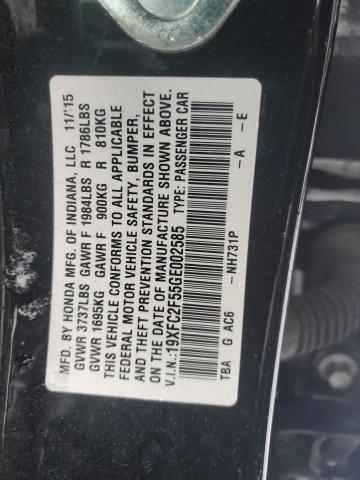 MFD. BY HONDA MFG. OF INDIANA, LLC 11/'15
GVWR 3737LBS GAWR F 1984LBS R 1786LBS
GVWR 1695KG GAWR F 900KG R 810KG
THIS VEHICLE CONFORMS TO ALL APPLICABLE
FEDERAL MOTOR VEHICLE SAFETY, BUMPER,
AND THEFT PREVENTION STANDARDS IN EFFECT
ON THE DATE OF MANUFACTURE SHOWN ABOVE.
V.I.N.:19XFC2F55GE002585 TYPE: PASSENGER CAR
-NH731P -A -E
TBA G AC6